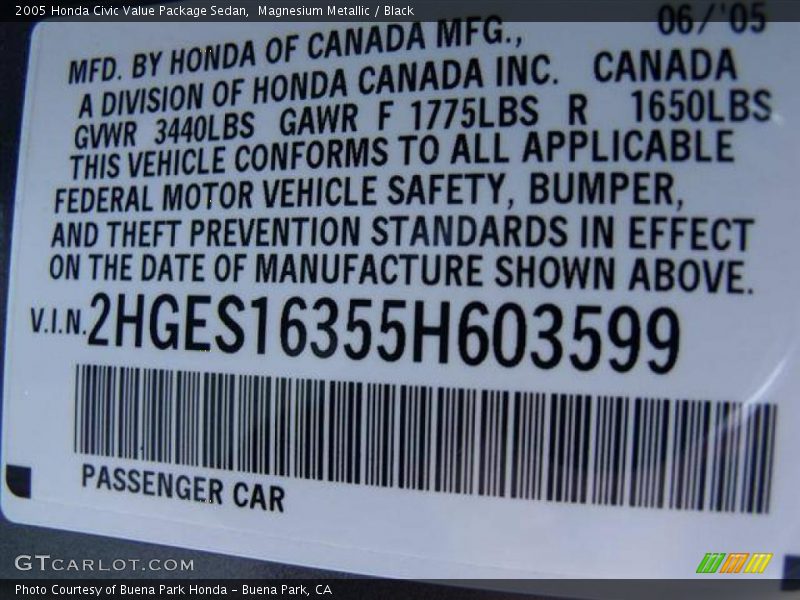 2005 Honda Civic Value Package Sedan,  Magnesium Metallic / Black
06/'05
MFD. BY HONDA OF CANADA MFG.,
A DIVISION OF HONDA CANADA INC. CANADA
GVWR 3440LBS GAWR F 1775LBS R 1650LBS
THIS VEHICLE CONFORMS TO ALL APPLICABLE
FEDERAL MOTOR VEHICLE SAFETY, BUMPER,
AND THEFT PREVENTION STANDARDS IN EFFECT
ON THE DATE OF MANUFACTURE SHOWN ABOVE.
V.I.N. 2HGES16355H603599
PASSENGER CAR
GTCARLOT.COM
Photo Courtesy of Buena Park Honda - Buena Park, CA